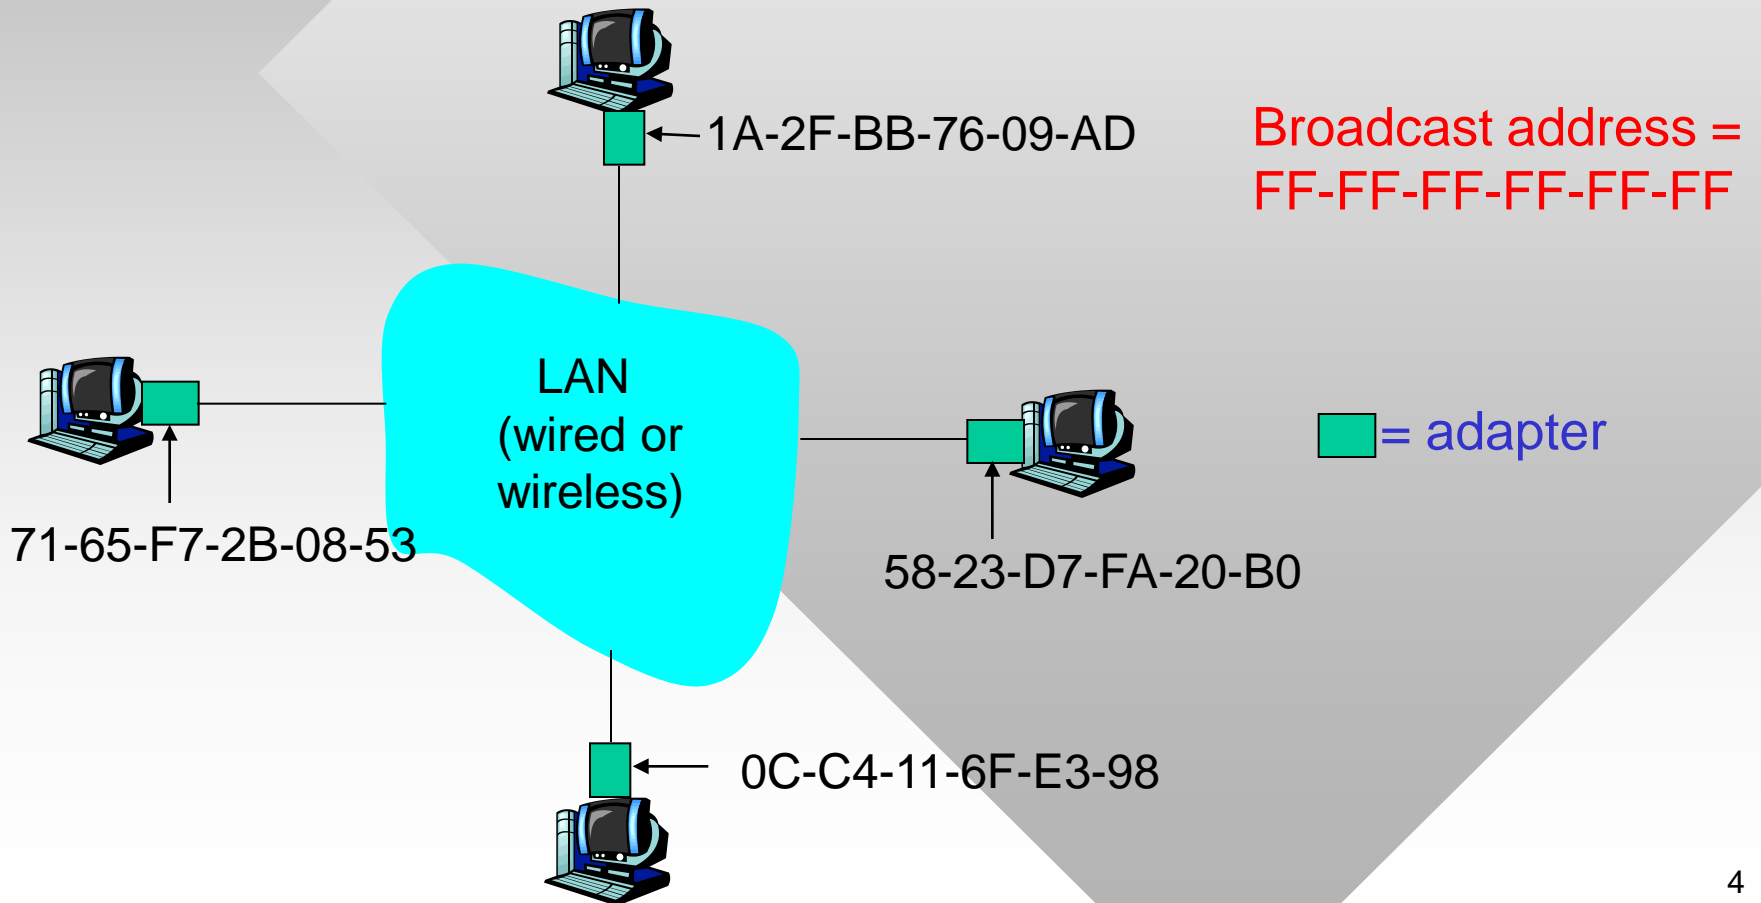 1A-2F-BB-76-09-AD
Broadcast address =
FF-FF-FF-FF-FF-FF
LAN
(wired or
wireless)
= adapter
71-65-F7-2B-08-53
58-23-D7-FA-20-B0
0C-C4-11-6F-E3-98
4